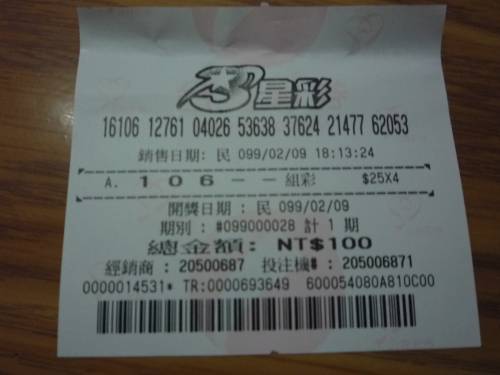 3星彩
16106 12761 04026 53638 37624 21477 62053
銷售日期: 民 099/02/09 18:13:24
A. 1 0 6 - - 組彩 $25X4
開獎日期 : 民 099/02/09
期別 : #099000028 計 1 期
總金額: NT$100
經銷商 : 20500687 投注機# : 205006871
0000014531* TR:0000693649 600054080A810C00